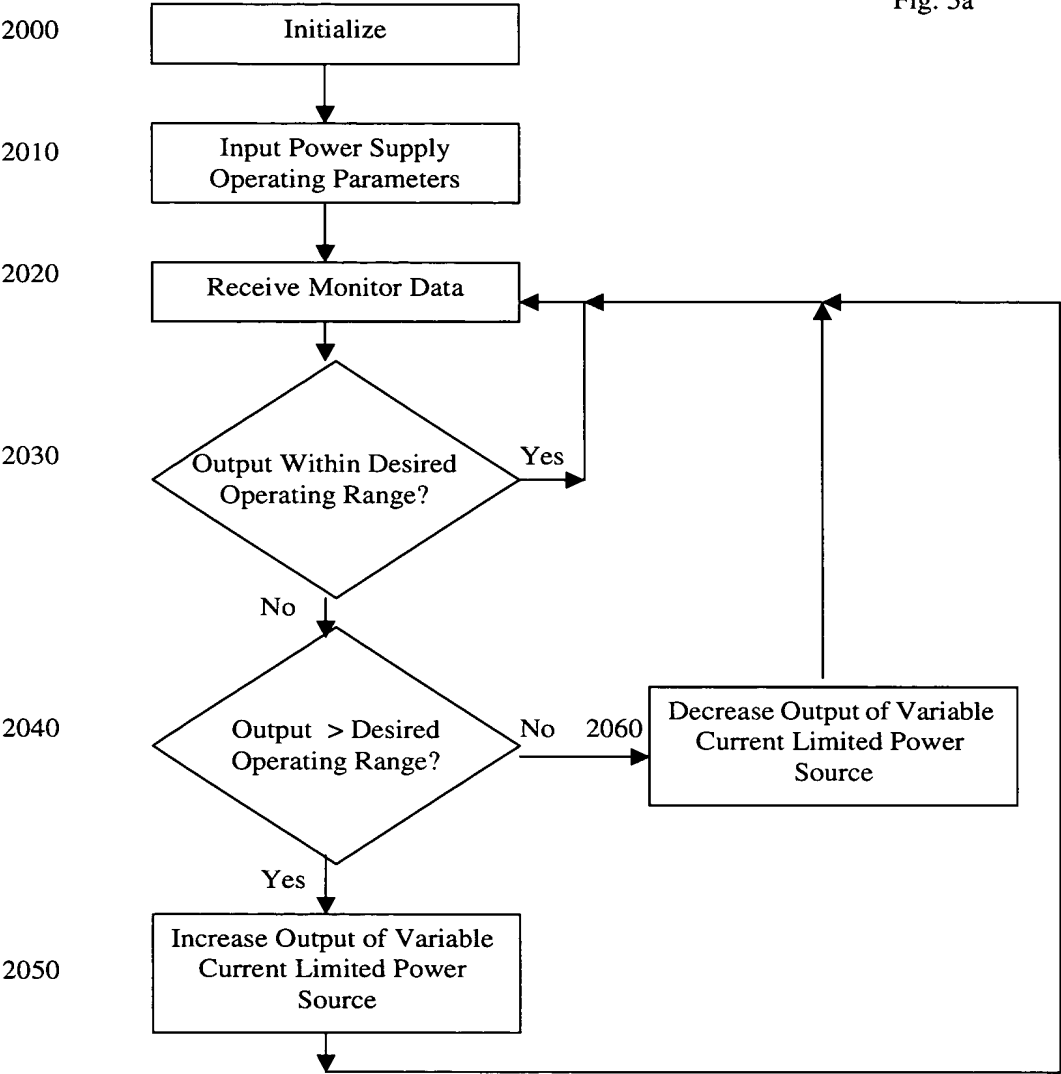 Fig. 5a
2000
Initialize
2010
Input Power Supply
Operating Parameters
2020
Receive Monitor Data
2030
Output Within Desired
Operating Range?
Yes
No
2040
Output > Desired
Operating Range?
No
2060
Decrease Output of Variable
Current Limited Power
Source
Yes
2050
Increase Output of Variable
Current Limited Power
Source